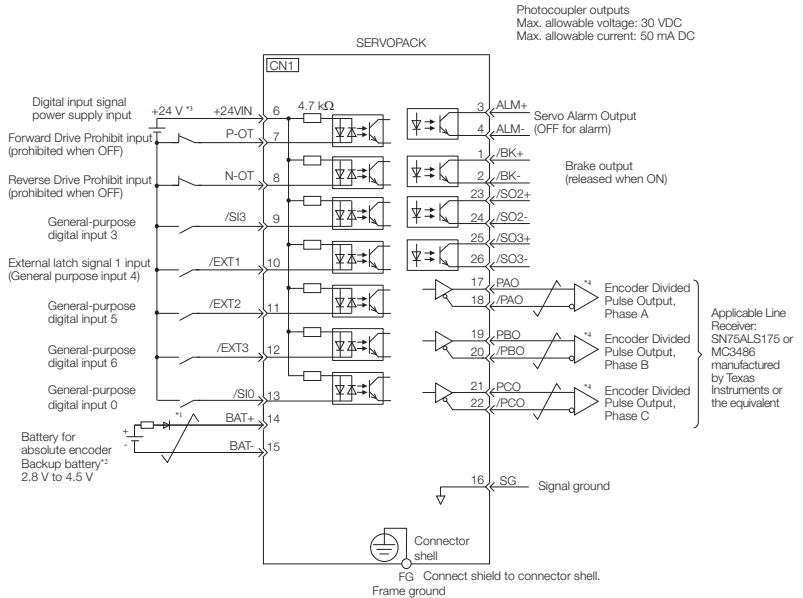 Photocoupler outputs
Max. allowable voltage: 30 VDC
Max. allowable current: 50 mA DC
SERVOPACK
CN1
Digital input signal
power supply input
+24 V *3
+24VIN
6
4.7 kΩ
Forward Drive Prohibit input
(prohibited when OFF)
P-OT
7
Reverse Drive Prohibit input
(prohibited when OFF)
N-OT
8
General-purpose
digital input 3
/SI3
9
External latch signal 1 input
(General purpose input 4)
/EXT1
10
General-purpose
digital input 5
/EXT2
11
General-purpose
digital input 6
/EXT3
12
General-purpose
digital input 0
/SI0
13
BAT+
14
*1
+
-
BAT-
15
Battery for
absolute encoder
Backup battery*2
2.8 V to 4.5 V
3 ALM+
4 ALM-
Servo Alarm Output
(OFF for alarm)
1 /BK+
2 /BK-
Brake output
(released when ON)
23 /SO2+
24 /SO2-
25 /SO3+
26 /SO3-
17 PAO
18 /PAO
*4
Encoder Divided
Pulse Output,
Phase A
19 PBO
20 /PBO
*4
Encoder Divided
Pulse Output,
Phase B
21 PCO
22 /PCO
*4
Encoder Divided
Pulse Output,
Phase C
Applicable Line
Receiver:
SN75ALS175 or
MC3486
manufactured
by Texas
Instruments or
the equivalent
16 SG
Signal ground
Connector
shell
FG Connect shield to connector shell.
Frame ground